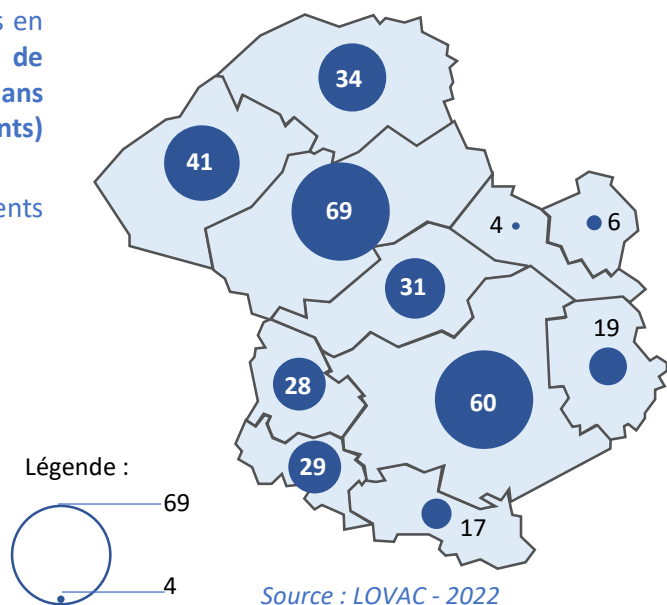 s en
de
ans
nts)
ents
34
41
69
4
6
31
19
28
60
29
17
Légende :
69
4
Source : LOVAC - 2022